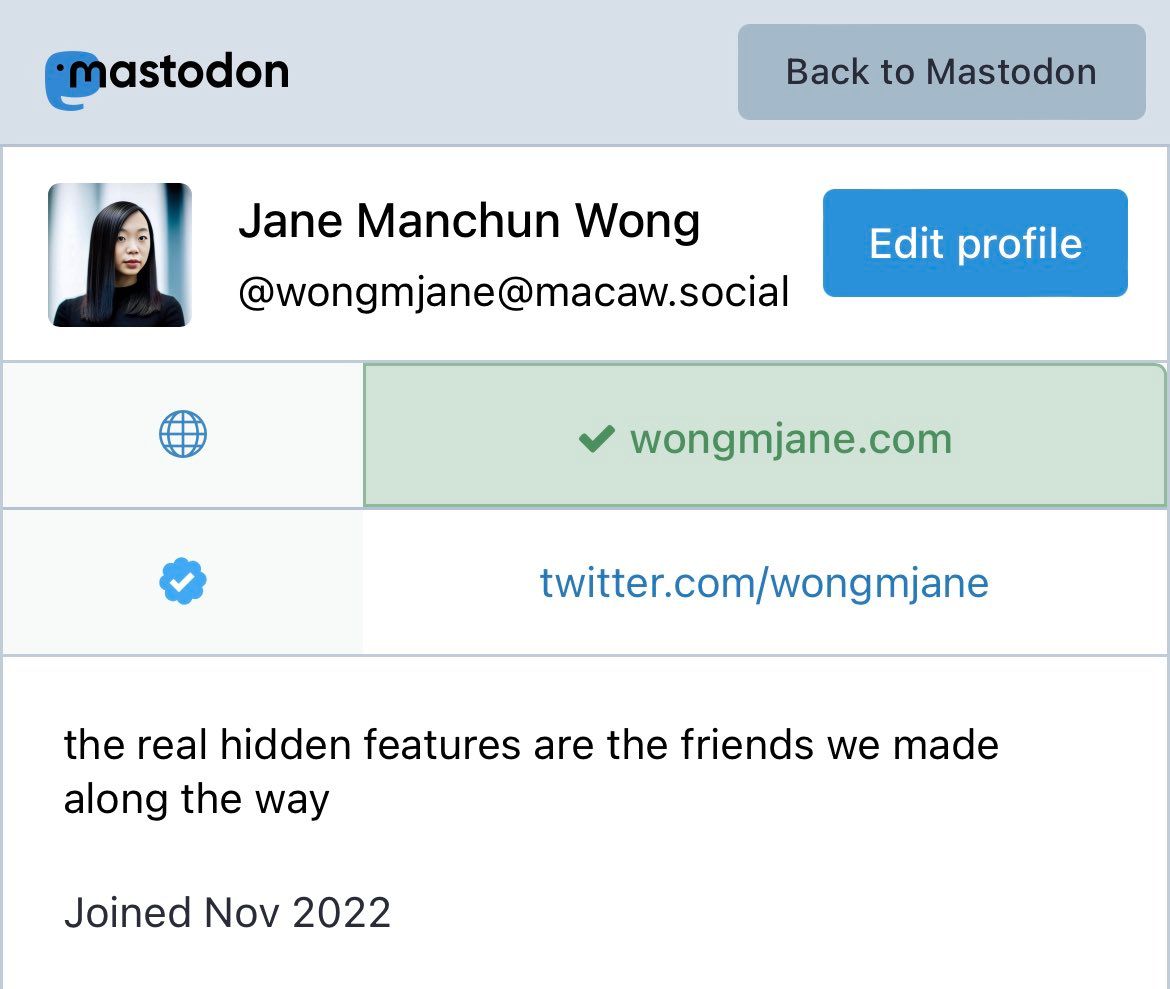 mastodon
Back to Mastodon
Jane Manchun Wong
@wongmjane@macaw.social
Edit profile
wongmjane.com
twitter.com/wongmjane
the real hidden features are the friends we made
along the way
Joined Nov 2022